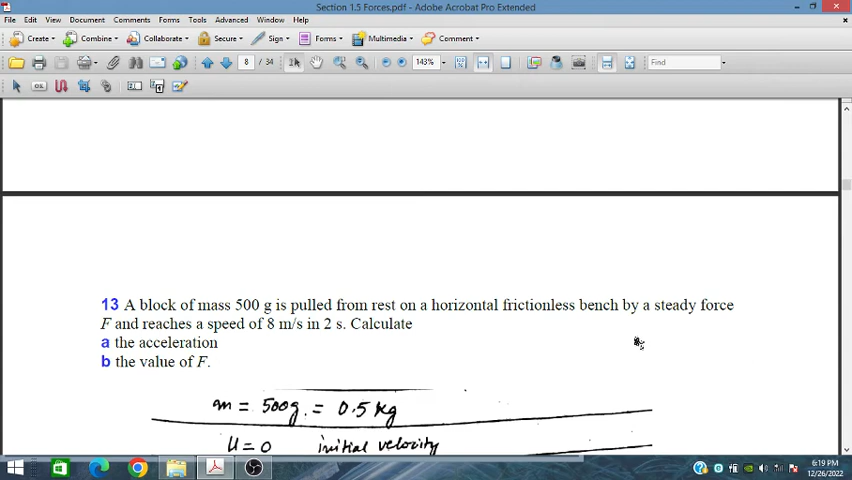 Section 1.5 Forces.pdf - Adobe Acrobat Pro Extended
File Edit View Document Comments Forms Tools Advanced Window Help
Create Combine Collaborate Secure Sign Forms Multimedia Comment
8 / 34 143% Find
13 A block of mass 500 g is pulled from rest on a horizontal frictionless bench by a steady force
F and reaches a speed of 8 m/s in 2 s. Calculate
a the acceleration
b the value of F.
m = 500g. = 0.5 kg
u = 0 initial velocity
6:19 PM
12/26/2022